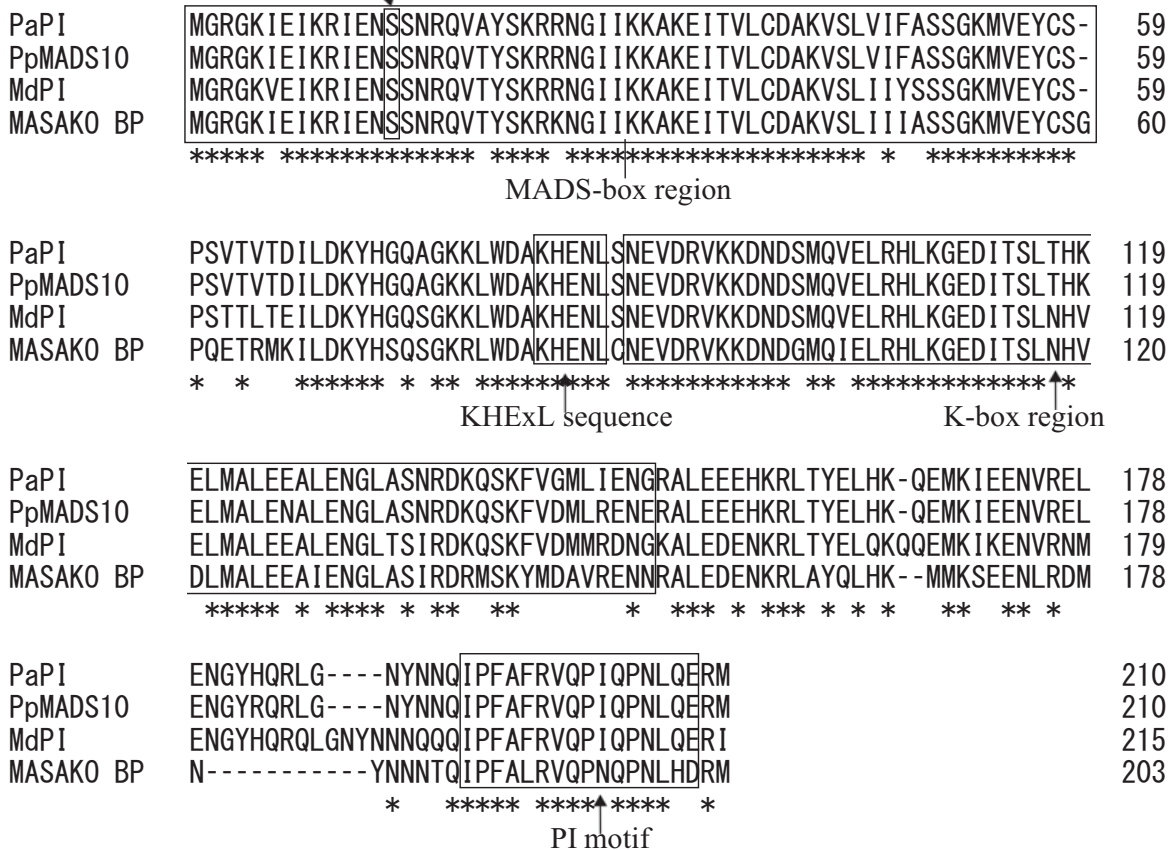 PaPI MGRGKIEIKRIENSSNRQVAYSKRRNGIIKKAKEITVLCDAKVSLVIFASSGKMVEYCS- 59
PpMADS10 MGRGKIEIKRIENSSNRQVTYSKRRNGIIKKAKEITVLCDAKVSLVIFASSGKMVEYCS- 59
MdPI MGRGKVEIKRIENSSNRQVTYSKRRNGIIKKAKEITVLCDAKVSLIIYSSSGKMVEYCS- 59
MASAKO BP MGRGKIEIKRIENSSNRQVTYSKRKNGIIKKAKEITVLCDAKVSLIIIASSGKMVEYCSG 60
***** ************* **** ******************** * **********
MADS-box region
PaPI PSVTVTDILDKYHGQAGKKLWDAKHENLSNEVDRVKKDNDSMQVELRHLKGEDITSLTHK 119
PpMADS10 PSVTVTDILDKYHGQAGKKLWDAKHENLSNEVDRVKKDNDSMQVELRHLKGEDITSLTHK 119
MdPI PSTTLTEILDKYHGQSGKKLWDAKHENLSNEVDRVKKDNDSMQVELRHLKGEDITSLNHV 119
MASAKO BP PQETRMKILDKYHSQSGKRLWDAKHENLCNEVDRVKKDNDGMQIELRHLKGEDITSLNHV 120
* * ****** * ** ********* *********** ** ************* *
KHExL sequence K-box region
PaPI ELMALEEALENGLASNRDKQSKFVGMLIENGRALEEEHKRLTYELHK-QEMKIEENVREL 178
PpMADS10 ELMALENALENGLASNRDKQSKFVDMLRENERALEEEHKRLTYELHK-QEMKIEENVREL 178
MdPI ELMALEEALENGLTSIRDKQSKFVDMMRDNGKALEDENKRLTYELQKQQEMKIKENVRNM 179
MASAKO BP DLMALEEAIENGLASIRDRMSKYMDAVRENNRALEDENKRLAYQLHK--MMKSEENLRDM 178
***** * **** * ** ** * *** * *** * * * ** ** *
PaPI ENGYHQRLG----NYNNQIPFAFRVQPIQPNLQERM 210
PpMADS10 ENGYRQRLG----NYNNQIPFAFRVQPIQPNLQERM 210
MdPI ENGYHQRQLGNYNNNQQQIPFAFRVQPIQPNLQERI 215
MASAKO BP N------------YNNNTQIPFALRVQPNQPNLHDRM 203
* ***** **** **** *
PI motif